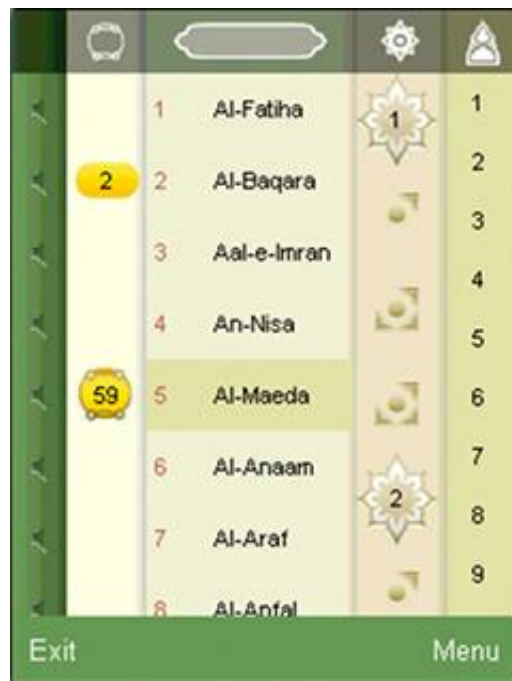 1 Al-Fatiha 1 1
2 2 Al-Baqara 2
3 Aal-e-Imran 3
4 An-Nisa 4
5
59 5 Al-Maeda 6
6 Al-Anaam 2 7
7 Al-Araf 8
9
8 Al-Anfal
Exit Menu